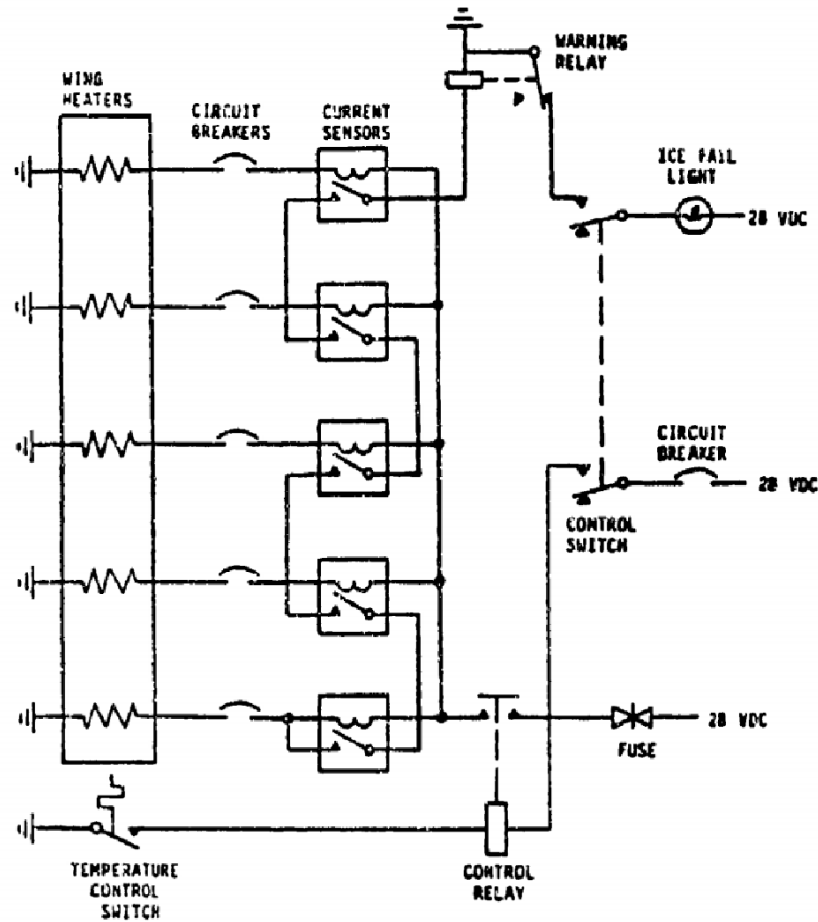 WARNING
RELAY
WING
HEATERS
CIRCUIT
BREAKERS
CURRENT
SENSORS
ICE FAIL
LIGHT
28 VDC
CIRCUIT
BREAKER
28 VDC
CONTROL
SWITCH
28 VDC
FUSE
TEMPERATURE
CONTROL
SWITCH
CONTROL
RELAY